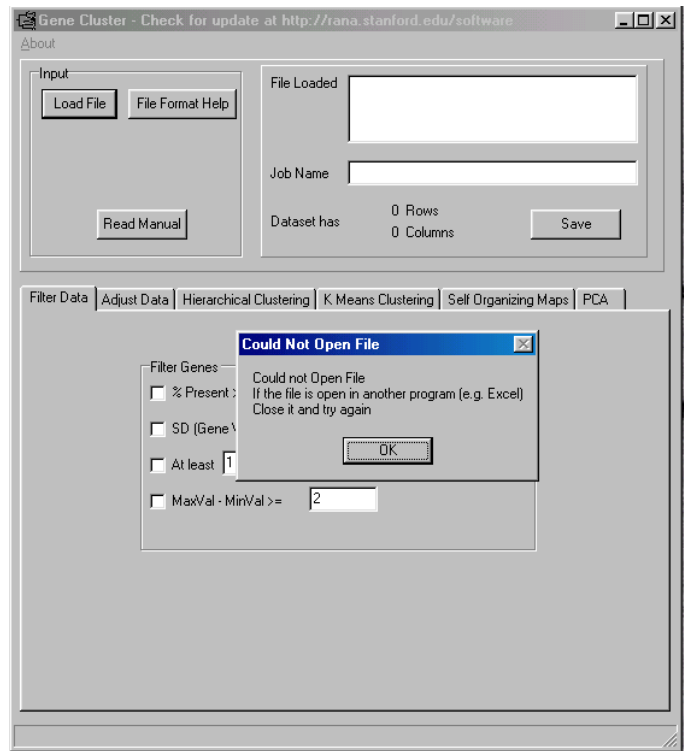 Gene Cluster - Check for update at http://rana.stanford.edu/software
About
Input
Load File
File Format Help
Read Manual
File Loaded
Job Name
Dataset has
0 Rows
0 Columns
Save
Filter Data
Adjust Data
Hierarchical Clustering
K Means Clustering
Self Organizing Maps
PCA
Filter Genes
% Present >
SD (Gene V
At least 1
MaxVal - MinVal >= 2
Could Not Open File
Could not Open File
If the file is open in another program (e.g. Excel)
Close it and try again
OK